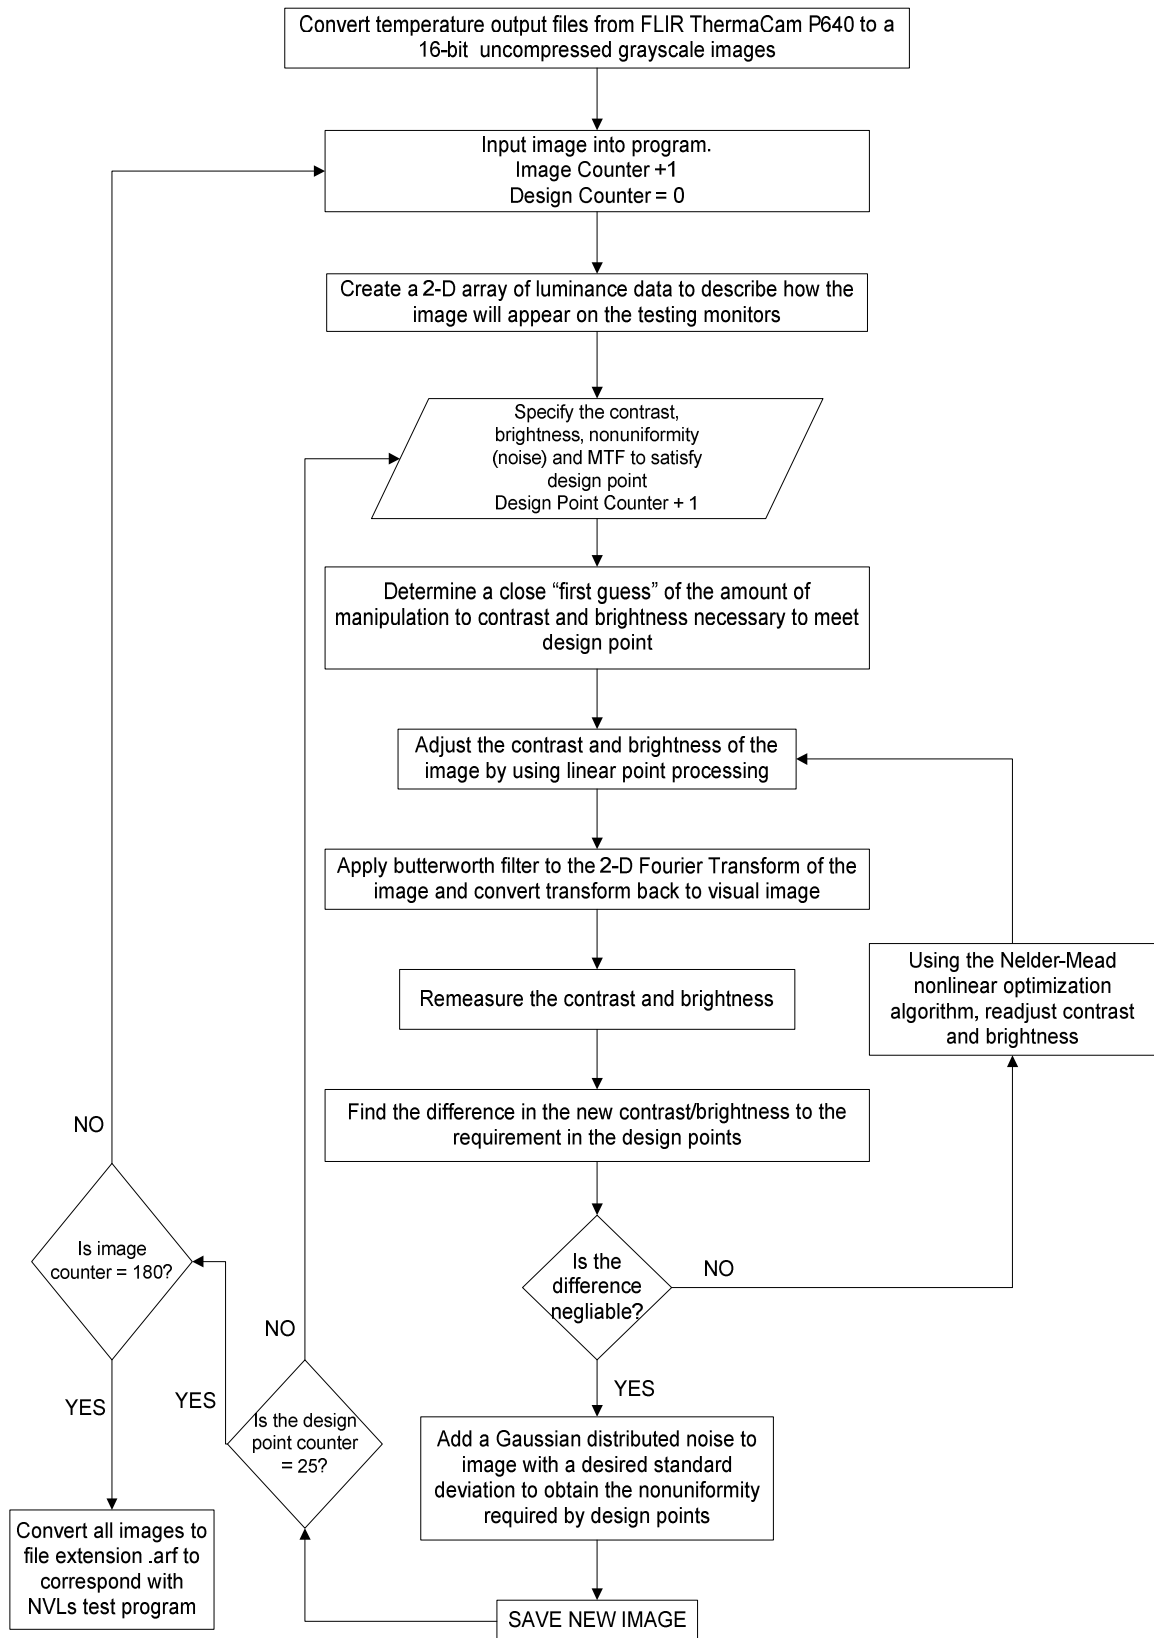 Convert temperature output files from FLIR ThermaCam P640 to a
16-bit uncompressed grayscale images
Input image into program.
Image Counter +1
Design Counter = 0
Create a 2-D array of luminance data to describe how the
image will appear on the testing monitors
Specify the contrast,
brightness, nonuniformity
(noise) and MTF to satisfy
design point
Design Point Counter + 1
Determine a close “first guess” of the amount of
manipulation to contrast and brightness necessary to meet
design point
Adjust the contrast and brightness of the
image by using linear point processing
Apply butterworth filter to the 2-D Fourier Transform of the
image and convert transform back to visual image
Remeasure the contrast and brightness
Using the Nelder-Mead
nonlinear optimization
algorithm, readjust contrast
and brightness
Find the difference in the new contrast/brightness to the
requirement in the design points
Is the
difference
negliable?
NO
YES
Add a Gaussian distributed noise to
image with a desired standard
deviation to obtain the nonuniformity
required by design points
SAVE NEW IMAGE
Is the design
point counter
= 25?
NO
YES
Is image
counter = 180?
NO
YES
Convert all images to
file extension .arf to
correspond with
NVLs test program